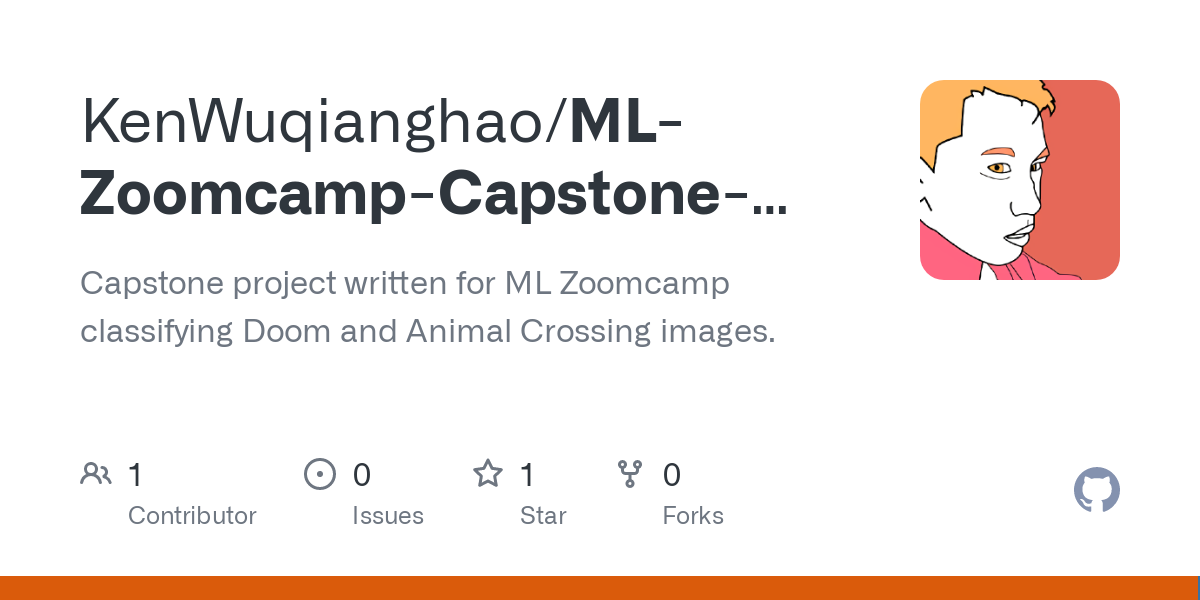 KenWuqianghao/ML-
Zoomcamp-Capstone-...
Capstone project written for ML Zoomcamp
classifying Doom and Animal Crossing images.
1
Contributor
0
Issues
1
Star
0
Forks